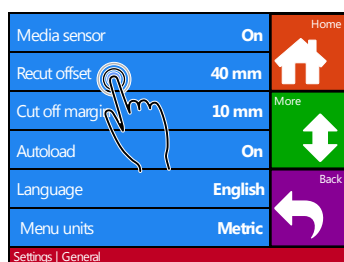 Media sensor On
Home
Recut offset 40 mm
Cut off margin 10 mm
More
Autoload On
Language English
Back
Menu units Metric
Settings | General